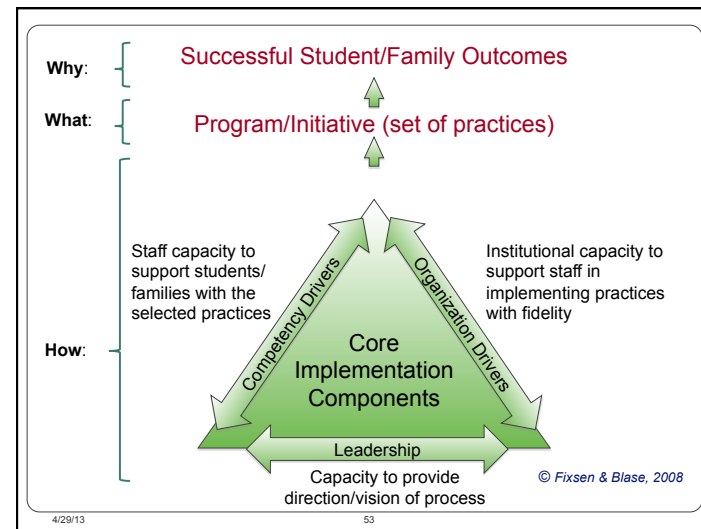 Why:
Successful Student/Family Outcomes
What:
Program/Initiative (set of practices)
How:
Staff capacity to
support students/
families with the
selected practices
Competency Drivers
Organization Drivers
Institutional capacity to
support staff in
implementing practices
with fidelity
Core
Implementation
Components
Leadership
Capacity to provide
direction/vision of process
© Fixsen & Blase, 2008
4/29/13
53